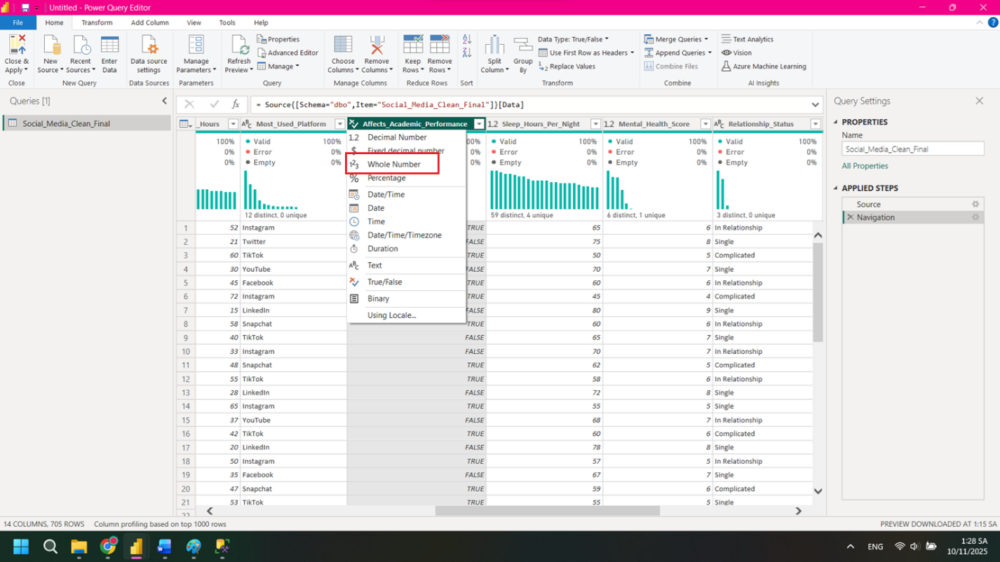 Untitled - Power Query Editor
File Home Transform Add Column View Tools Help
Close & Apply
Close
New Source
Recent Sources
Enter Data
New Query
Data source settings
Data Sources
Manage Parameters
Parameters
Refresh Preview
Properties
Advanced Editor
Manage
Query
Choose Columns
Remove Columns
Manage Columns
Keep Rows
Remove Rows
Reduce Rows
Sort
Split Column
Group By
Data Type: True/False
Use First Row as Headers
Replace Values
Transform
Merge Queries
Append Queries
Combine Files
Combine
Text Analytics
Vision
Azure Machine Learning
AI Insights
Queries [1]
Social_Media_Clean_Final
fx = Source{[Schema="dbo",Item="Social_Media_Clean_Final"]}[Data]
_Hours Most_Used_Platform Affects_Academic_Performance 1.2 Sleep_Hours_Per_Night 1.2 Mental_Health_Score Relationship_Status
100% Valid 100% 00% Valid 100% Valid 100% Valid 100%
0% Error 0% 0% Error 0% Error 0% Error 0%
0% Empty 0% 0% Empty 0% Empty 0% Empty 0%
12 distinct, 0 unique 59 distinct, 4 unique 6 distinct, 1 unique 3 distinct, 0 unique
1.2 Decimal Number
$ Fixed decimal number
Whole Number
% Percentage
Date/Time
Date
Time
Date/Time/Timezone
Duration
Text
True/False
Binary
Using Locale...
1 52 Instagram TRUE 65 6 In Relationship
2 21 Twitter FALSE 75 8 Single
3 60 TikTok TRUE 50 5 Complicated
4 30 YouTube FALSE 70 7 Single
5 45 Facebook TRUE 60 6 In Relationship
6 72 Instagram TRUE 45 4 Complicated
7 15 LinkedIn FALSE 80 9 Single
8 58 Snapchat TRUE 60 6 In Relationship
9 40 TikTok FALSE 65 7 Single
10 33 Instagram FALSE 70 7 In Relationship
11 48 Snapchat TRUE 62 5 Complicated
12 55 TikTok TRUE 58 6 In Relationship
13 28 LinkedIn FALSE 72 8 Single
14 65 Instagram TRUE 55 5 Single
15 37 YouTube FALSE 68 7 In Relationship
16 42 TikTok TRUE 60 6 Complicated
17 20 LinkedIn FALSE 78 8 Single
18 50 Instagram TRUE 57 5 In Relationship
19 35 Facebook FALSE 67 7 Single
20 47 Snapchat TRUE 59 6 Complicated
21 53 TikTok TRUE 55 5 Single
22
Query Settings
PROPERTIES
Name
Social_Media_Clean_Final
All Properties
APPLIED STEPS
Source
Navigation
14 COLUMNS, 705 ROWS Column profiling based on top 1000 rows
PREVIEW DOWNLOADED AT 1:15 SA
ENG
1:28 SA
10/11/2025